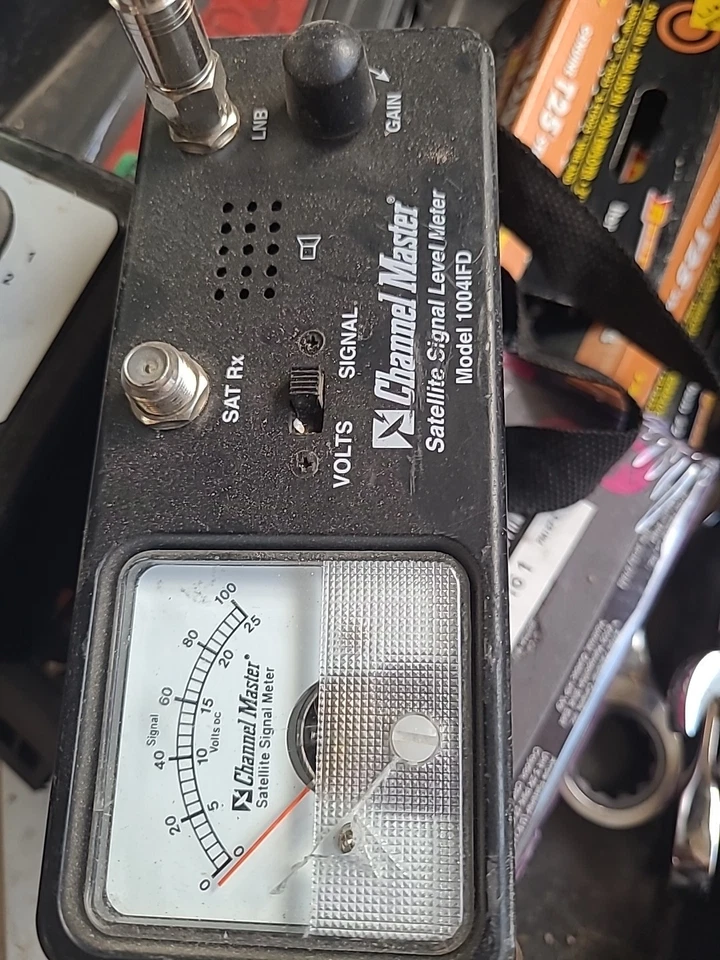 LNB
GAIN
SAT Rx
VOLTS SIGNAL
Channel Master®
Satellite Signal Level Meter
Model 1004IFD
Signal
0 20 40 60 80 100
0 5 10 15 20 25
Volts DC
Channel Master®
Satellite Signal Meter
T25